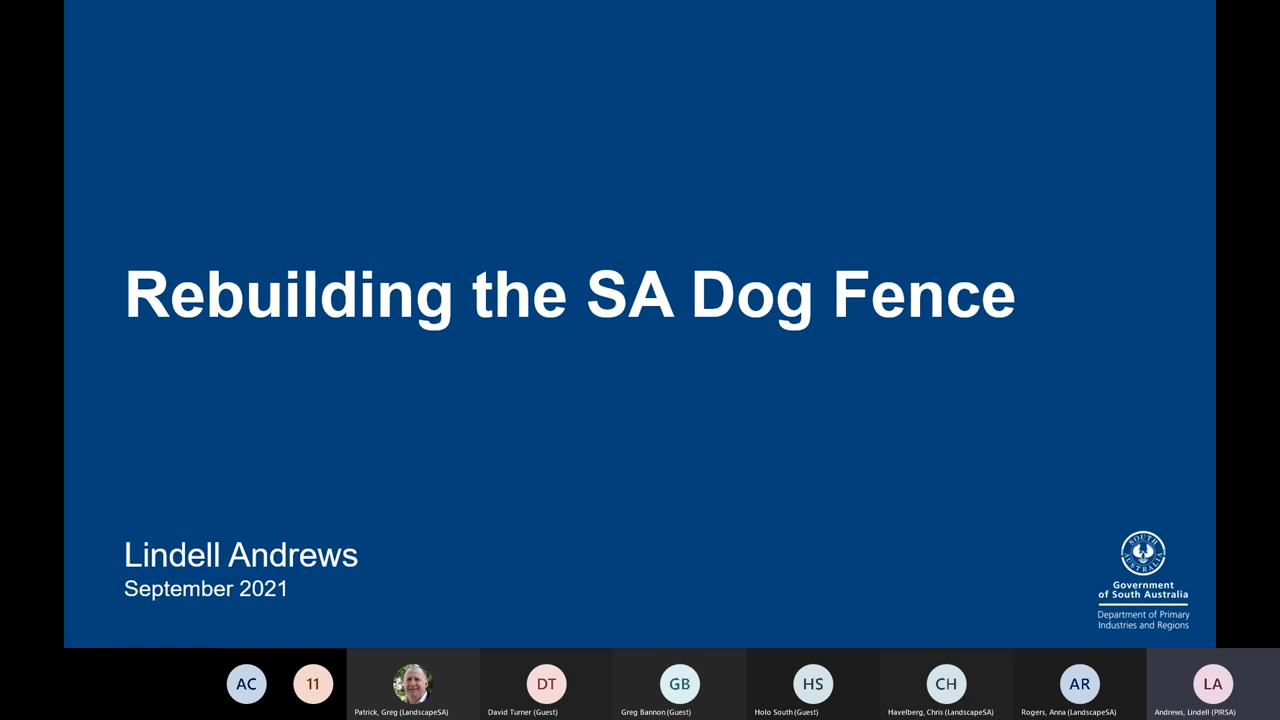 Rebuilding the SA Dog Fence
Lindell Andrews
September 2021
SOUTH
AUSTRALIA
Government
of South Australia
Department of Primary
Industries and Regions
AC
11
DT
GB
HS
CH
AR
LA
Patrick, Greg (LandscapeSA)
David Turner (Guest)
Greg Bannon (Guest)
Holo South (Guest)
Havelberg, Chris (LandscapeSA)
Rogers, Anna (LandscapeSA)
Andrews, Lindell (PIRSA)